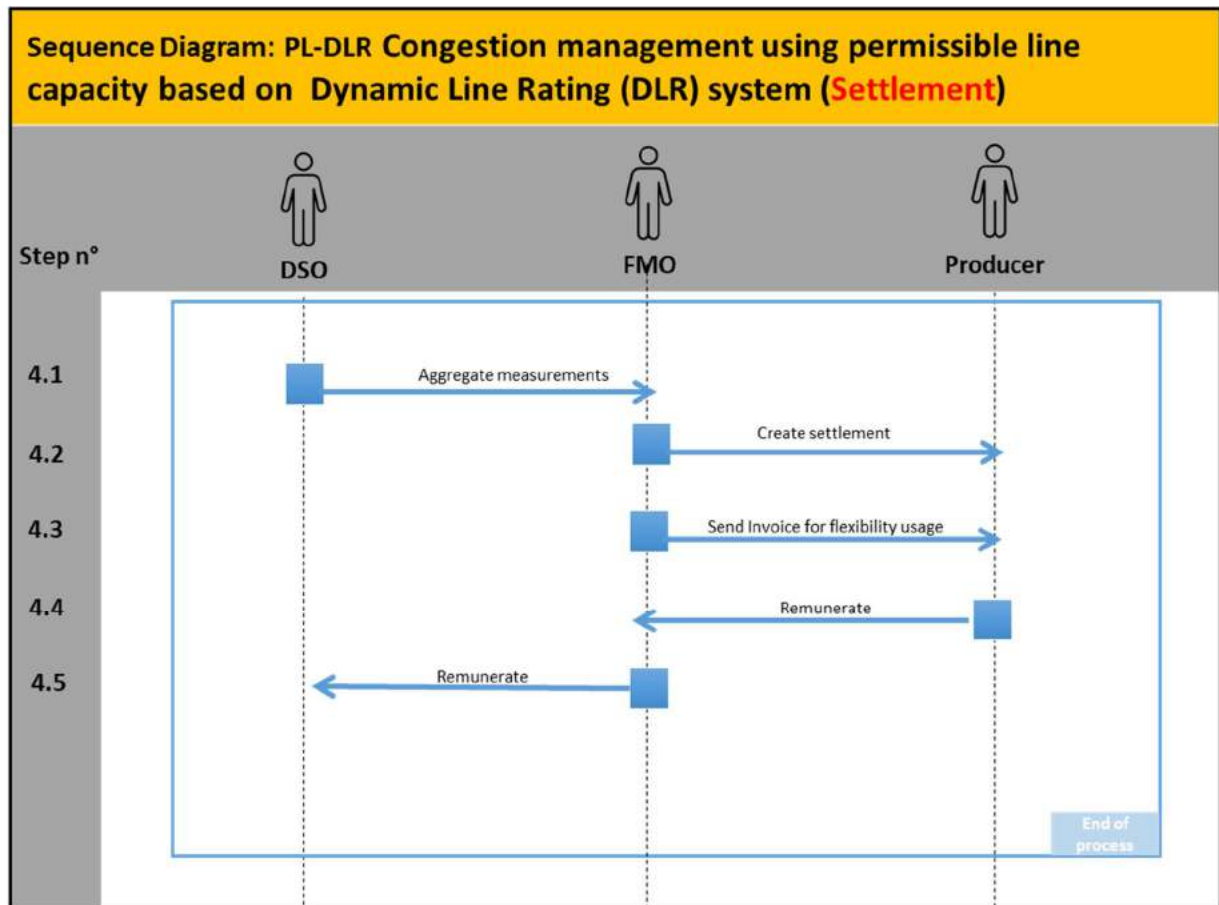 Sequence Diagram: PL-DLR Congestion management using permissible line
capacity based on Dynamic Line Rating (DLR) system (Settlement)
Step n°
DSO
FMO
Producer
4.1
Aggregate measurements
4.2
Create settlement
4.3
Send Invoice for flexibility usage
4.4
Remunerate
4.5
Remunerate
End of
process